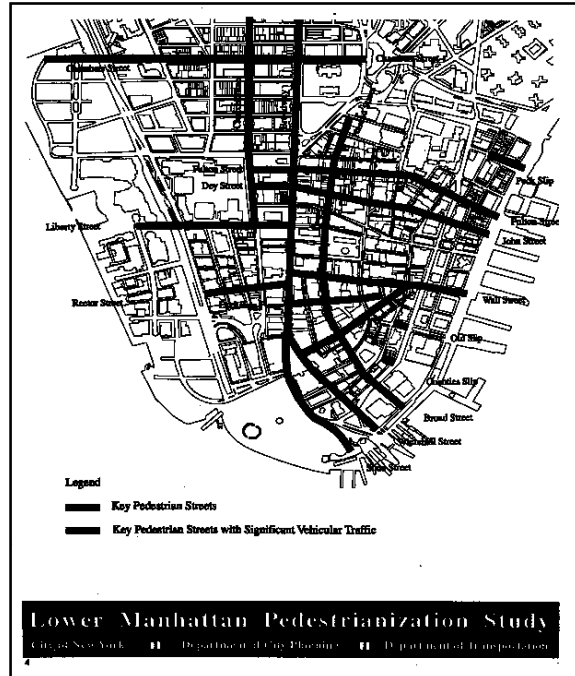 Chambers Street
Chambers Street
Fulton Street
Dey Street
Peck Slip
Fulton Street
Liberty Street
John Street
Rector Street
Wall Street
Old Slip
Coenties Slip
Broad Street
Whitehall Street
State Street
Legend
Key Pedestrian Streets
Key Pedestrian Streets with Significant Vehicular Traffic
Lower Manhattan Pedestrianization Study
City of New York Department of City Planning Department of Transportation
4